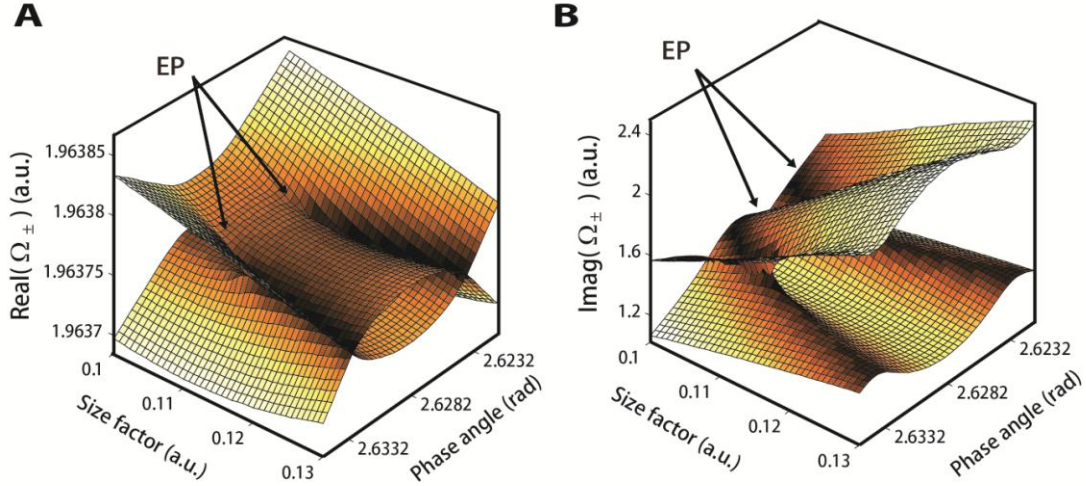 A
EP
Real(Ω±) (a.u.)
1.96385
1.9638
1.96375
1.9637
0.1
0.11
0.12
0.13
Size factor (a.u.)
2.6332
2.6282
2.6232
Phase angle (rad)
B
EP
Imag(Ω±) (a.u.)
2.4
2
1.6
1.2
0.1
0.11
0.12
0.13
Size factor (a.u.)
2.6332
2.6282
2.6232
Phase angle (rad)